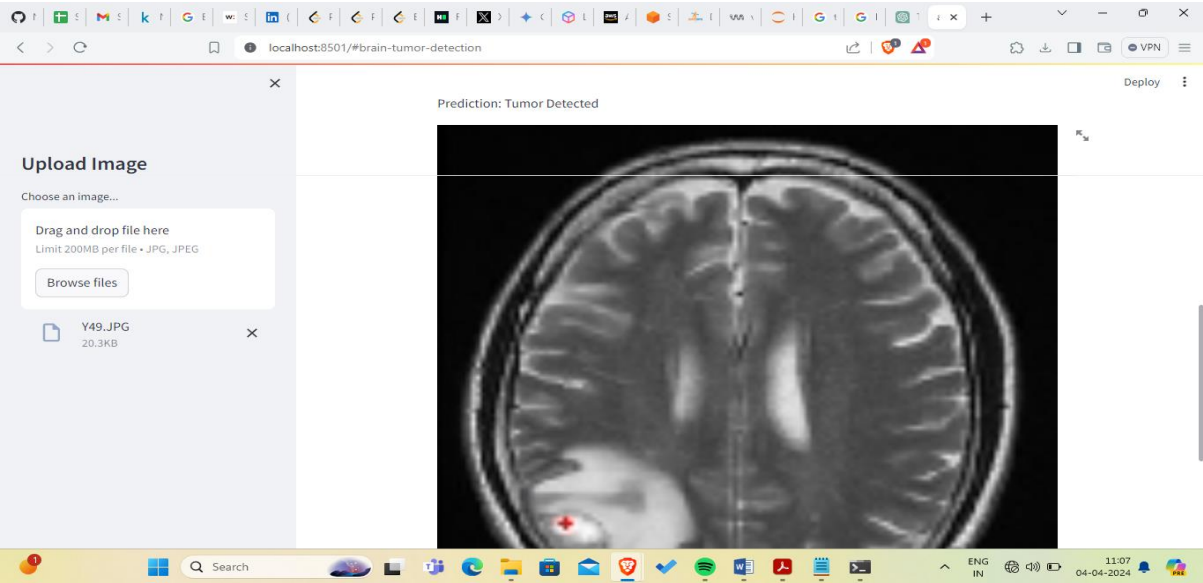 localhost:8501/#brain-tumor-detection
VPN
Deploy
Prediction: Tumor Detected
Upload Image
Choose an image...
Drag and drop file here
Limit 200MB per file • JPG, JPEG
Browse files
Y49.JPG
20.3KB
Search
ENG
IN
11:07
04-04-2024